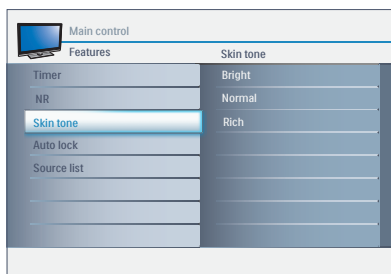 Main control
Features
Skin tone
Timer
Bright
NR
Normal
Skin tone
Rich
Auto lock
Source list